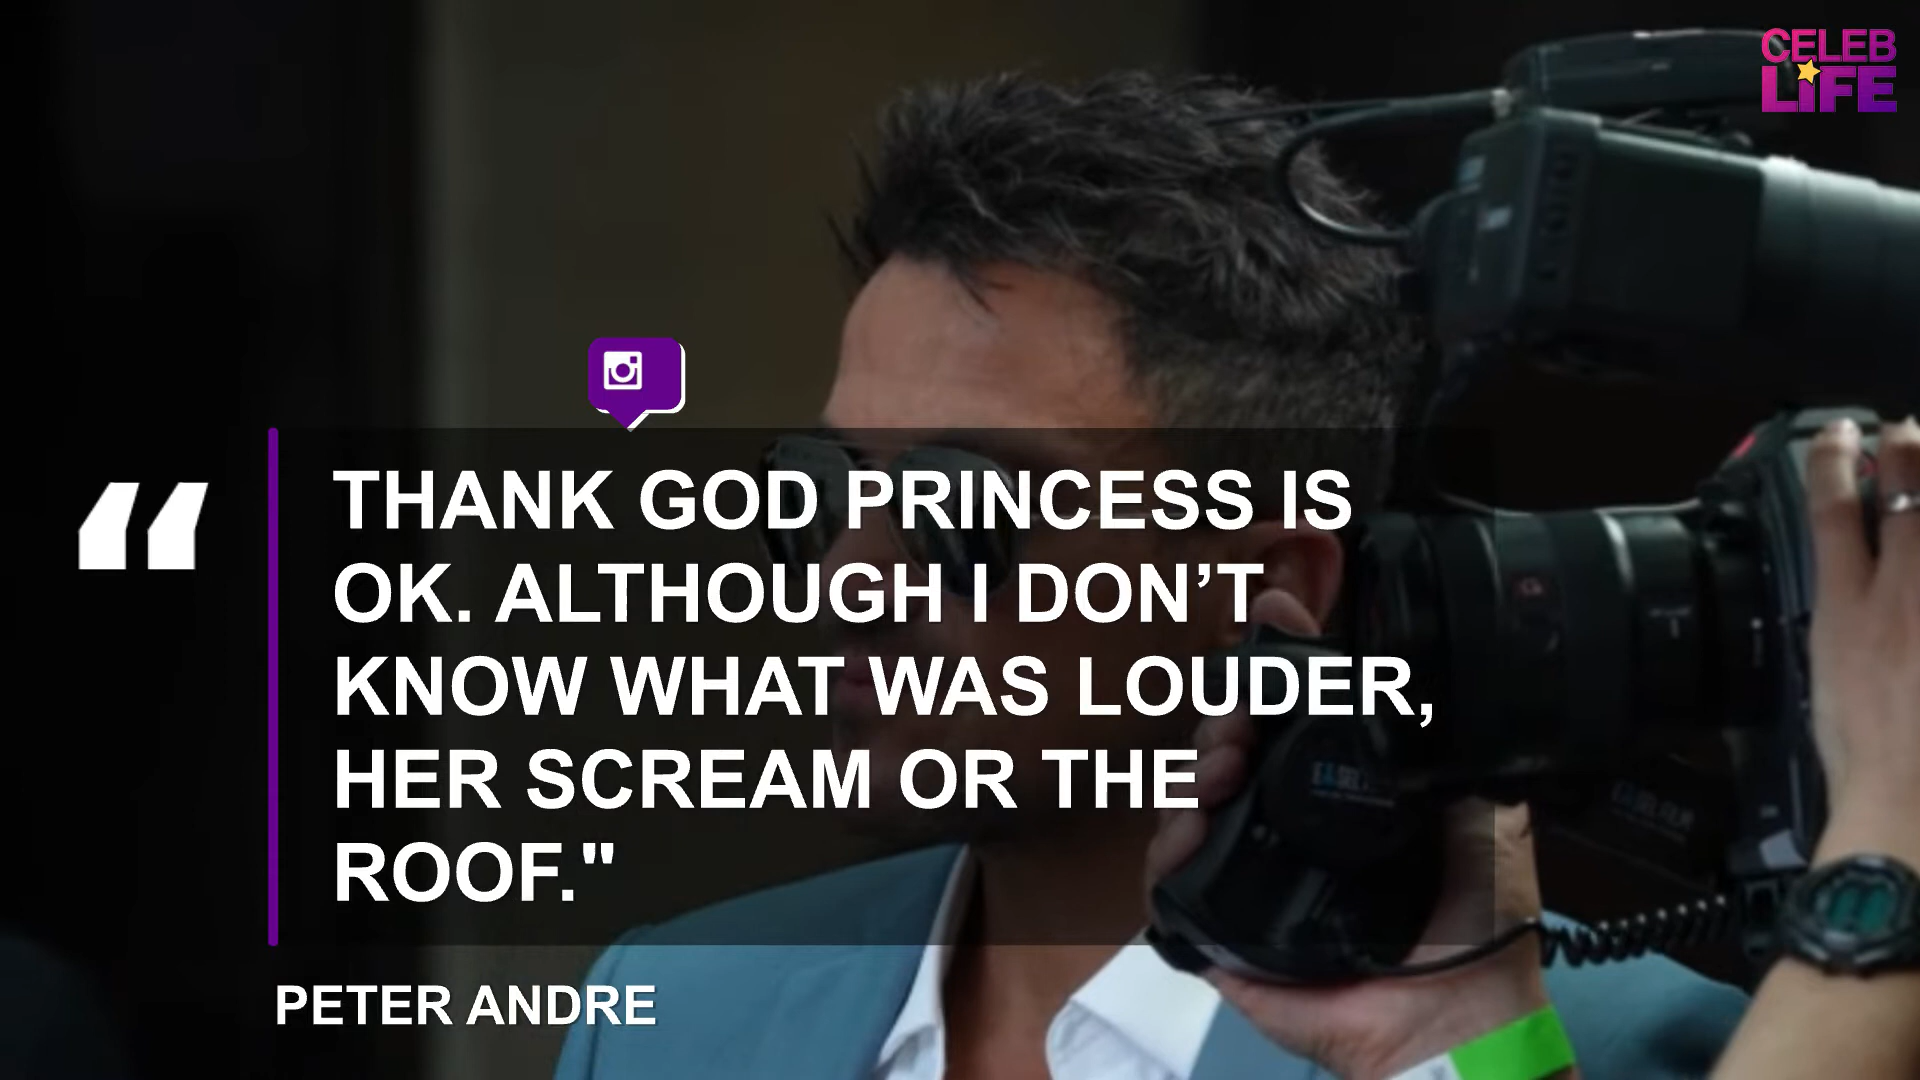 CELEB
LIFE
“
THANK GOD PRINCESS IS
OK. ALTHOUGH I DON’T
KNOW WHAT WAS LOUDER,
HER SCREAM OR THE
ROOF."
PETER ANDRE